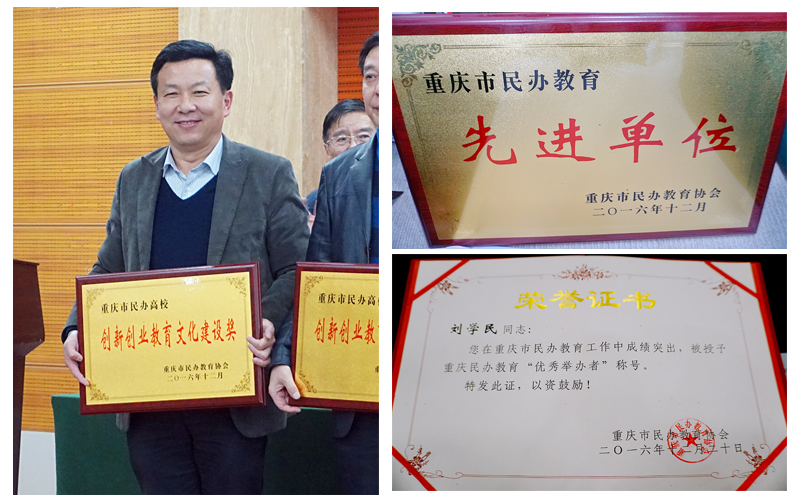 重庆市民办高校
创新创业教育文化建设奖
重庆市民办教育协会
二〇一六年十二月
重庆市民办高
创新创业教育
重庆市民办教育
先进单位
重庆市民办教育协会
二〇一六年十二月
荣誉证书
刘学民同志：
您在重庆市民办教育工作中成绩突出，被授予
重庆民办教育“优秀举办者”称号。
特发此证，以资鼓励！
重庆市民办教育协会
二〇一六年十二月二十日